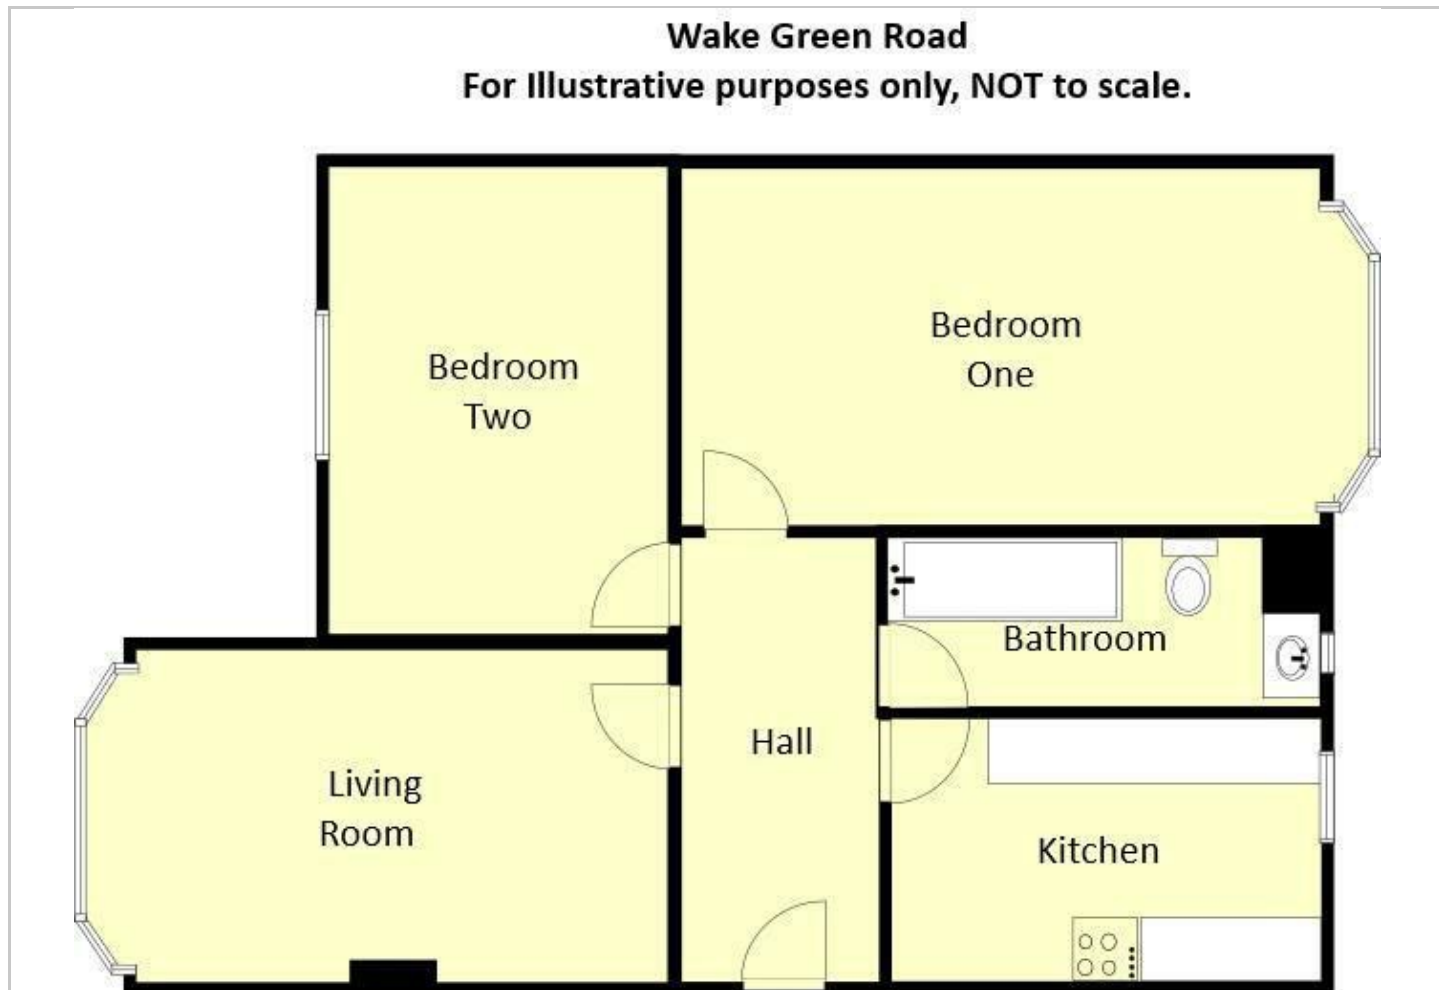 Wake Green Road
For Illustrative purposes only, NOT to scale.
Bedroom
One
Bedroom
Two
Bathroom
Hall
Living
Room
Kitchen